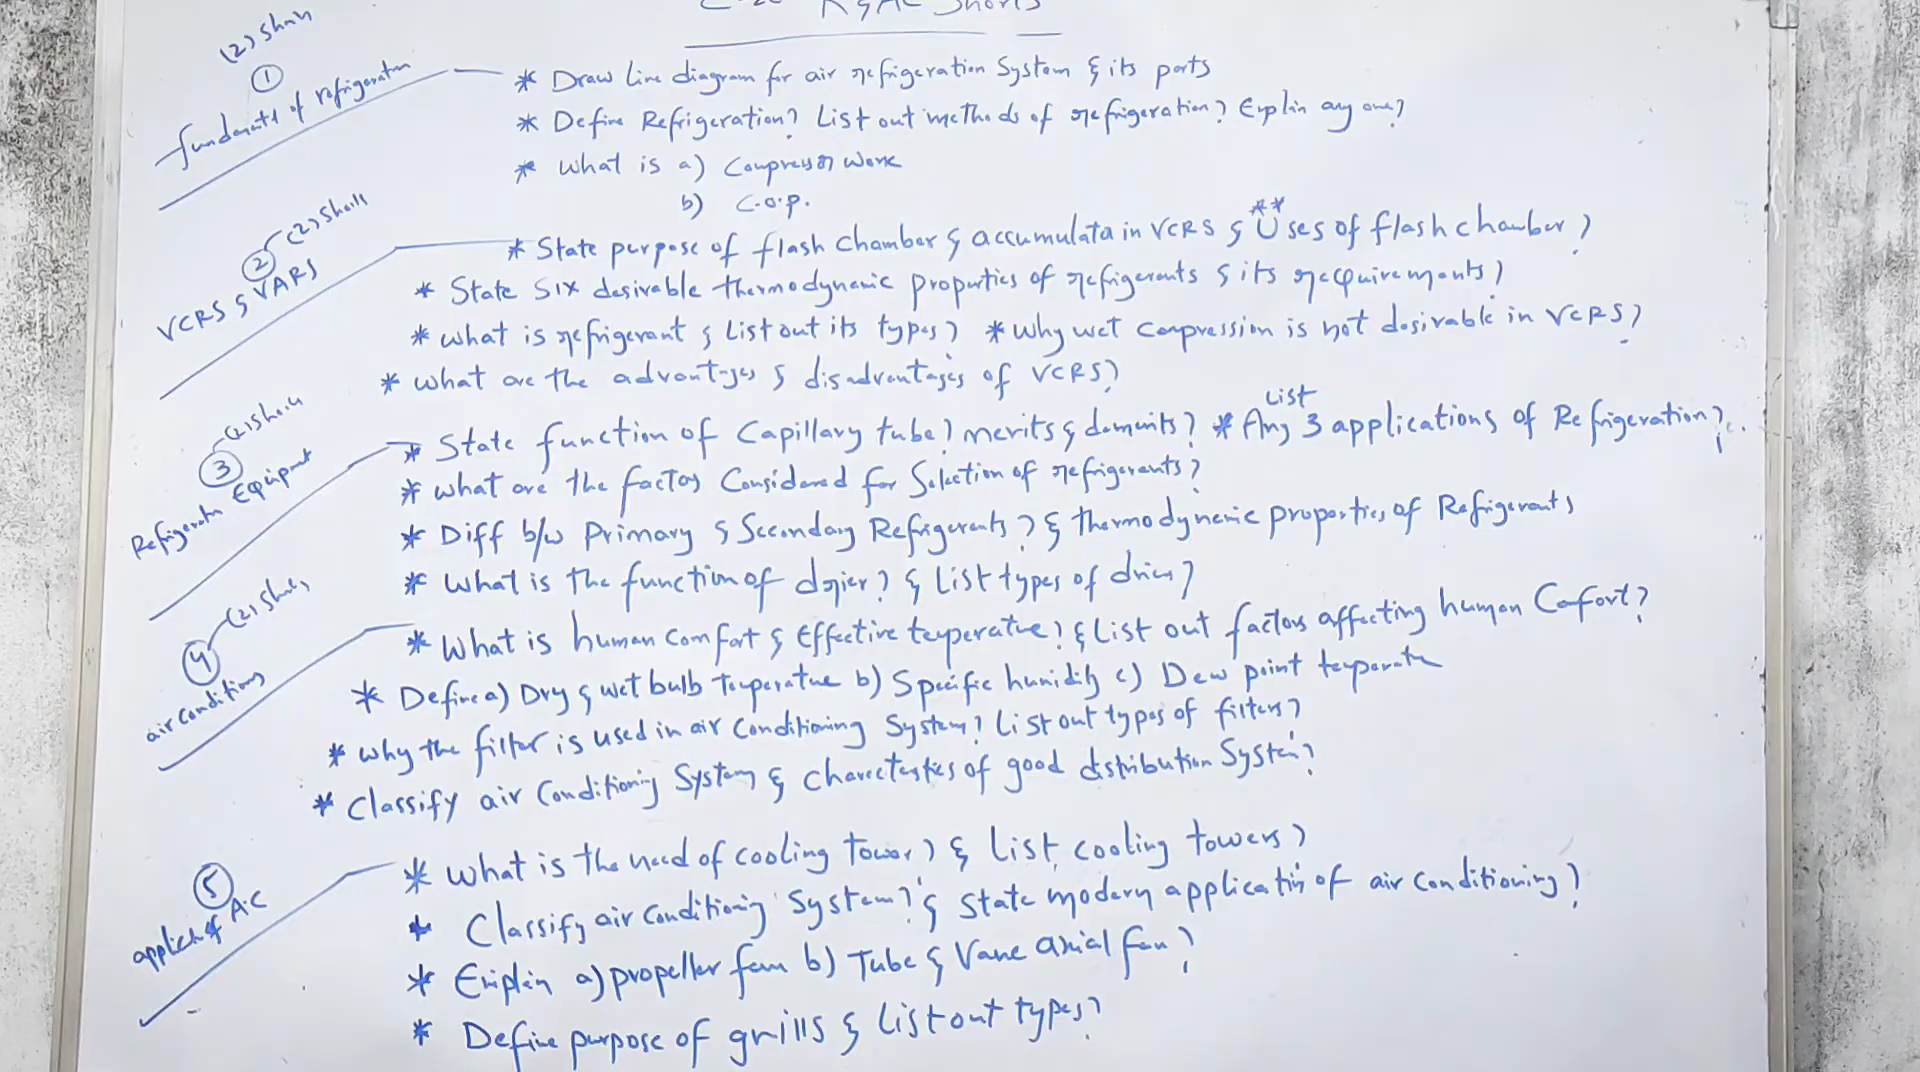 R & AC Shorts
(2) Shorts
①
fundamentals of refrigeration
* Draw line diagram for air refrigeration System & its parts
* Define Refrigeration? List out methods of refrigeration? Explin any one?
* What is a) Compressor Work
b) C.O.P.
(2) Shorts
②
VCRS & VARS
* State purpose of flash chamber & accumulata in VCRS & **Uses of flash chamber?
* State Six desirable thermodynamic properties of refrigerants & its requirements?
* What is refrigerant & List out its types? * Why wet compression is not desirable in VCRS?
* What are the advantages & disadvantages of VCRS?
(2) Shorts
③
Refrigeration Equipment
* State function of Capillary tube? merits & demerits? * List Any 3 applications of Refrigeration?
* What are the factors Considered for Selection of refrigerants?
* Diff b/w Primary & Secondary Refrigerants? & thermodynamic properties of Refrigerants
* What is the function of drier? & List types of driers?
(2) Shorts
④
air conditioning
* What is human comfort & Effective temperature? & List out factors affecting human Comfort?
* Define a) Dry & wet bulb Temperature b) Specific humidity c) Dew point temperature
* Why the filter is used in air Conditioning System? List out types of filters?
* Classify air Conditioning System & charectersties of good distribution System?
⑤
AC
* What is the need of cooling tower? & List cooling towers?
* Classify air Conditioning System? & State modern application of air conditioning?
* Explin a) propeller fan b) Tube & Vane axial fan?
* Define purpose of grills & List out types?